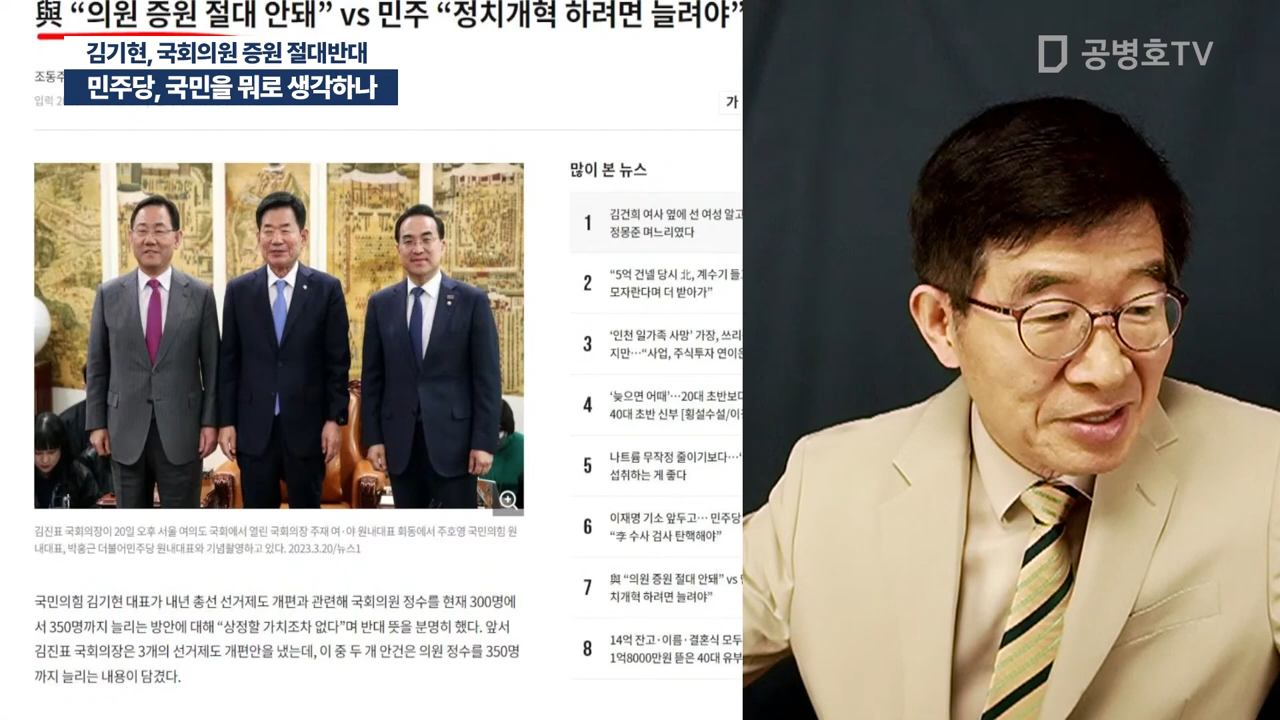 與 “의원 증원 절대 안돼” vs 민주 “정치개혁 하려면 늘려야”
김기현, 국회의원 증원 절대반대
민주당, 국민을 뭐로 생각하나
조동주
입력 2
가
공병호TV
김진표 국회의장이 20일 오후 서울 여의도 국회에서 열린 국회의장 주재 여·야 원내대표 회동에서 주호영 국민의힘 원
내대표, 박홍근 더불어민주당 원내대표와 기념촬영하고 있다. 2023.3.20/뉴스1
국민의힘 김기현 대표가 내년 총선 선거제도 개편과 관련해 국회의원 정수를 현재 300명에
서 350명까지 늘리는 방안에 대해 “상정할 가치조차 없다”며 반대 뜻을 분명히 했다. 앞서
김진표 국회의장은 3개의 선거제도 개편안을 냈는데, 이 중 두 개 안건은 의원 정수를 350명
까지 늘리는 내용이 담겼다.
많이 본 뉴스
1 김건희 여사 옆에 선 여성 알고
정몽준 며느리였다
2 “5억 건넬 당시 北, 계수기 들
모자란다며 더 받아가”
3 ‘인천 일가족 사망’ 가장, 쓰리
지만…“사업, 주식투자 연이은
4 ‘늦으면 어때’…20대 초반보다
40대 초반 신부 [횡설수설/이
5 나트륨 무작정 줄이기보다…“
섭취하는 게 좋다
6 이재명 기소 앞두고… 민주당
“李 수사 검사 탄핵해야”
7 與 “의원 증원 절대 안돼” vs
치개혁 하려면 늘려야”
8 14억 잔고·이름·결혼식 모두
1억8000만원 뜯은 40대 유부